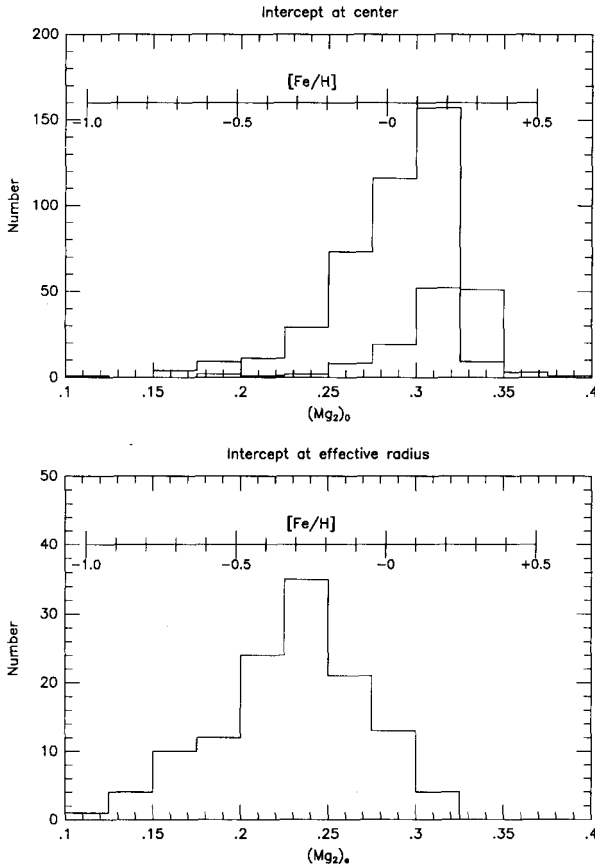 Intercept at center
200
[Fe/H]
-1.0 -0.5 -0 +0.5
150
100
50
0
Number
.1 .15 .2 .25 .3 .35 .4
(Mg2)0
Intercept at effective radius
50
[Fe/H]
40
-1.0 -0.5 -0 +0.5
30
20
10
0
Number
.1 .15 .2 .25 .3 .35 .4
(Mg2)e